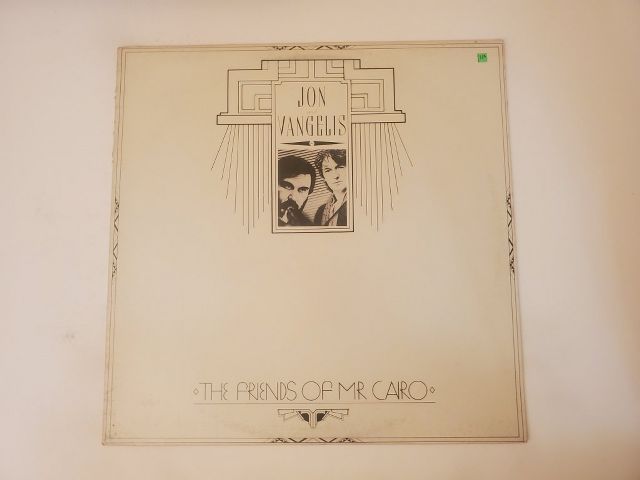 JON
VANGELIS
THE FRIENDS OF MR CAIRO